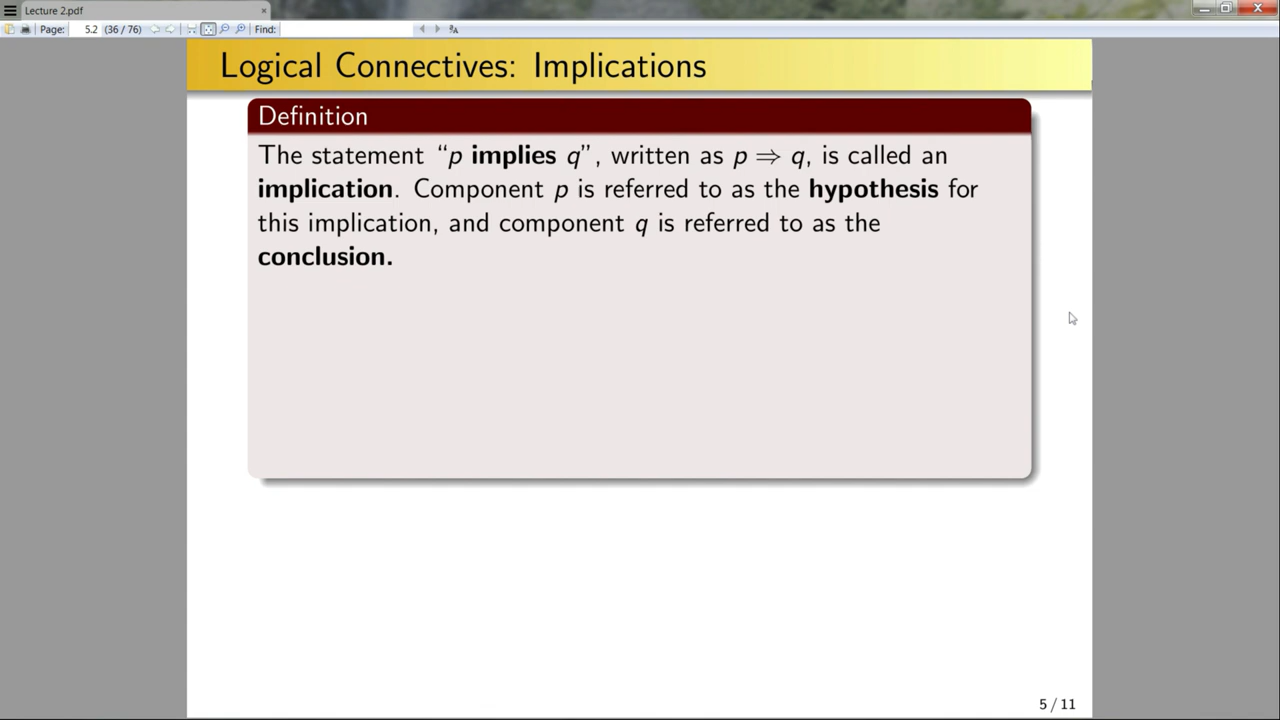 Lecture 2.pdf
Page: 5.2 (36 / 76) Find:
Logical Connectives: Implications
Definition
The statement “p implies q”, written as p ⇒ q, is called an
implication. Component p is referred to as the hypothesis for
this implication, and component q is referred to as the
conclusion.
5 / 11